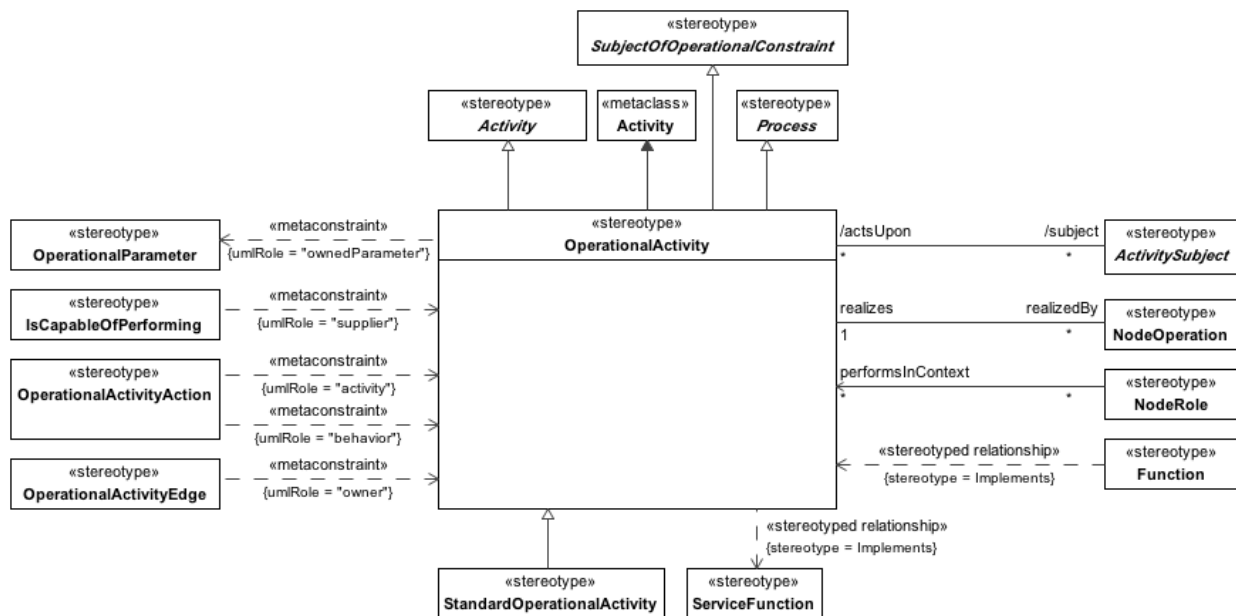 «stereotype»
SubjectOfOperationalConstraint
«stereotype»
Activity
«metaclass»
Activity
«stereotype»
Process
«stereotype»
OperationalActivity
«stereotype»
OperationalParameter
«metaconstraint»
{umlRole = "ownedParameter"}
«stereotype»
IsCapableOfPerforming
«metaconstraint»
{umlRole = "supplier"}
«stereotype»
OperationalActivityAction
«metaconstraint»
{umlRole = "activity"}
«metaconstraint»
{umlRole = "behavior"}
«stereotype»
OperationalActivityEdge
«metaconstraint»
{umlRole = "owner"}
/actsUpon /subject
* *
«stereotype»
ActivitySubject
realizes realizedBy
1 *
«stereotype»
NodeOperation
performsInContext
* *
«stereotype»
NodeRole
«stereotyped relationship»
{stereotype = Implements}
«stereotype»
Function
«stereotyped relationship»
{stereotype = Implements}
«stereotype»
StandardOperationalActivity
«stereotype»
ServiceFunction